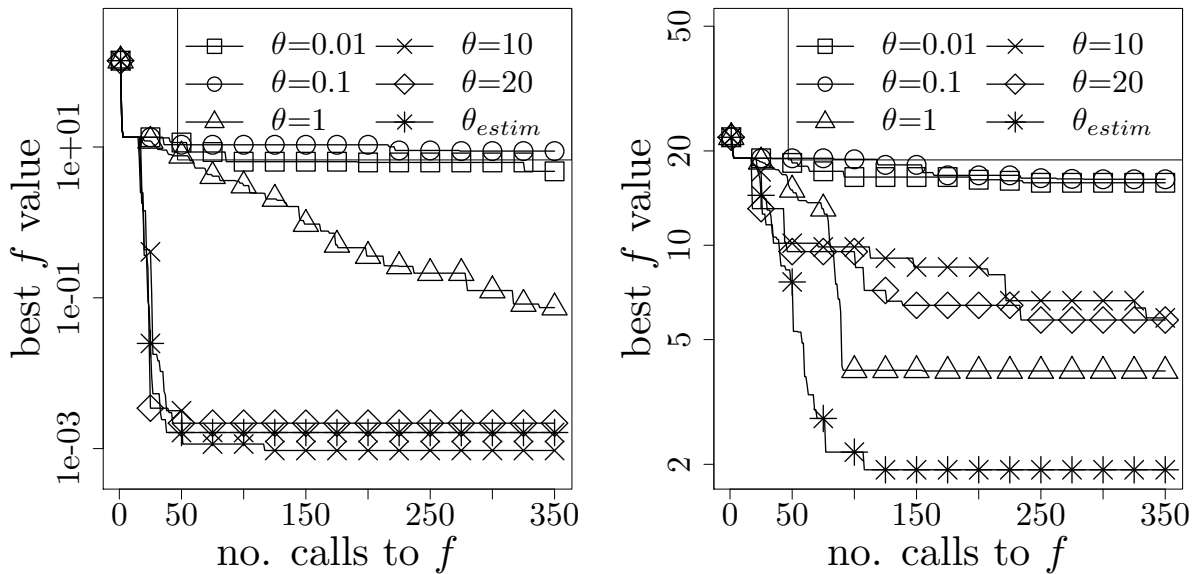 θ=0.01 θ=10
θ=0.1 θ=20
θ=1 θestim
1e+01
1e-01
1e-03
best f value
0 50 150 250 350
no. calls to f
θ=0.01 θ=10
θ=0.1 θ=20
θ=1 θestim
50
20
10
5
2
best f value
0 50 150 250 350
no. calls to f